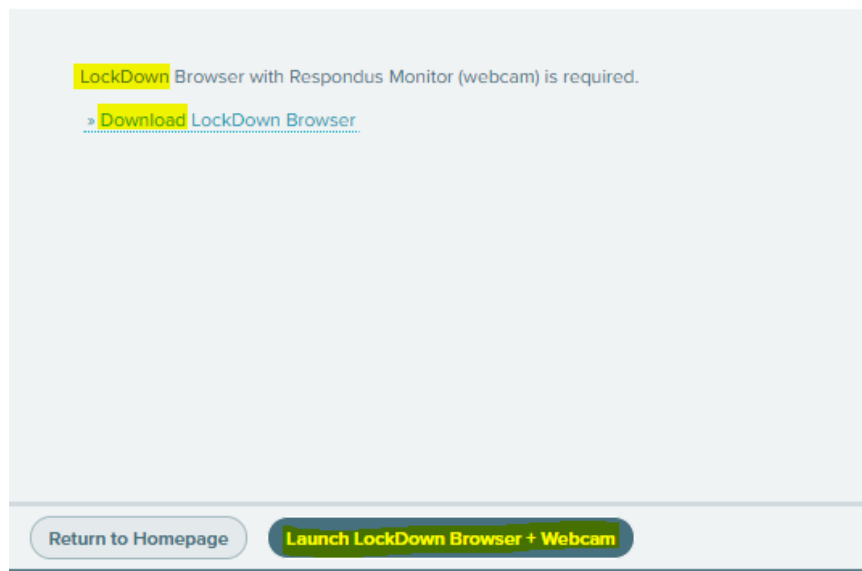 LockDown Browser with Respondus Monitor (webcam) is required.
» Download LockDown Browser
Return to Homepage
Launch LockDown Browser + Webcam